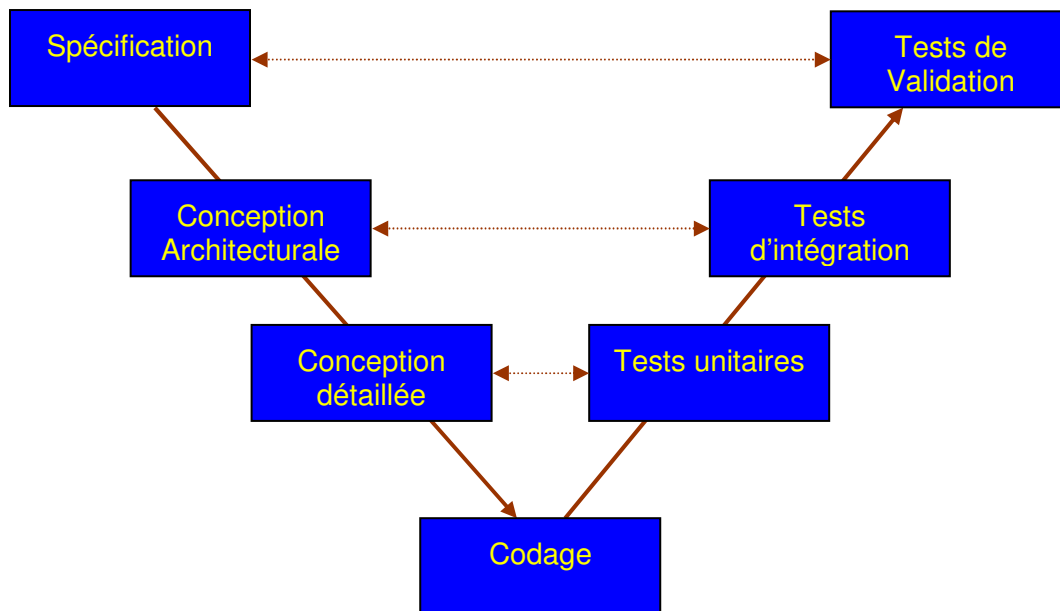 Spécification
Tests de
Validation
Conception
Architecturale
Tests
d'intégration
Conception
détaillée
Tests unitaires
Codage